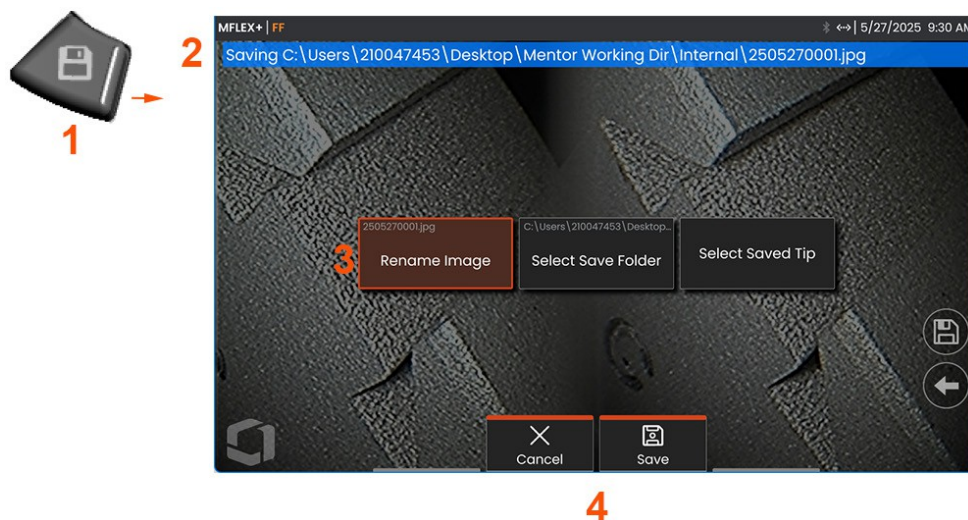 MFLEX+ | FF
5/27/2025 9:30 AM
2
Saving C:\Users\210047453\Desktop\Mentor Working Dir\Internal\2505270001.jpg
1
3
2505270001.jpg
Rename Image
C:\Users\210047453\Desktop...
Select Save Folder
Select Saved Tip
Cancel
Save
4